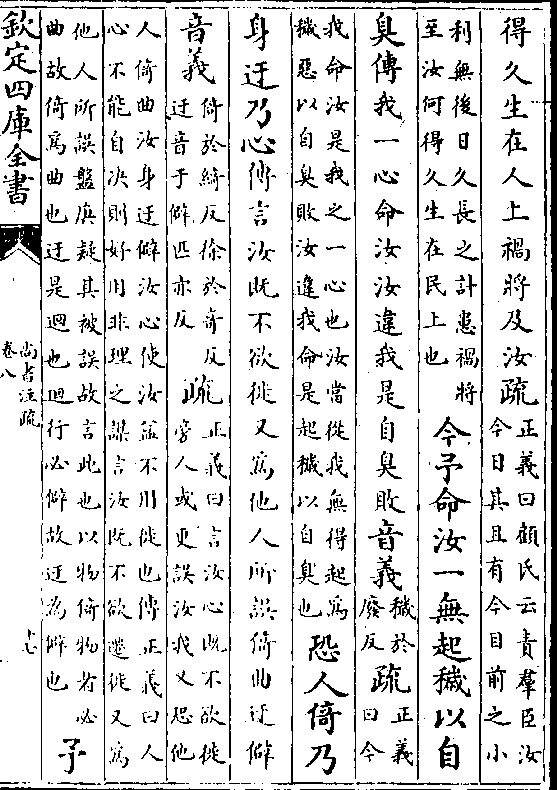 得久生在人上禍將及汝疏正義曰顧氏云責羣臣汝
今日其且有今目前之小
利無後日久長之計患禍將
至汝何得久生在民上也今予命汝一無起穢以自
臭傳我一心命汝汝違我是自臭敗音義穢於
廢反疏正義
曰今
我命汝是我之一心也汝當從我無得起爲
穢惡以自臭敗汝違我命是起穢以自臭也恐人倚乃
身迂乃心傳言汝既不欲徙又爲他人所誤倚曲迂僻
音義倚於綺反徐於奇反
迂音于僻匹亦反疏正義曰言汝心既不欲徙
旁人或更誤汝我又恐他
人倚曲汝身迂僻汝心使汝益不用徙也傳正義曰人
心不能自決則好用非理之謀言汝既不欲遷徙又爲
他人所誤盤庚疑其被誤故言此也以物倚物者必
曲故倚爲曲也迂是迴也迴行必僻故迂爲僻也予
欽定四庫全書
尚書注疏
卷八
十七